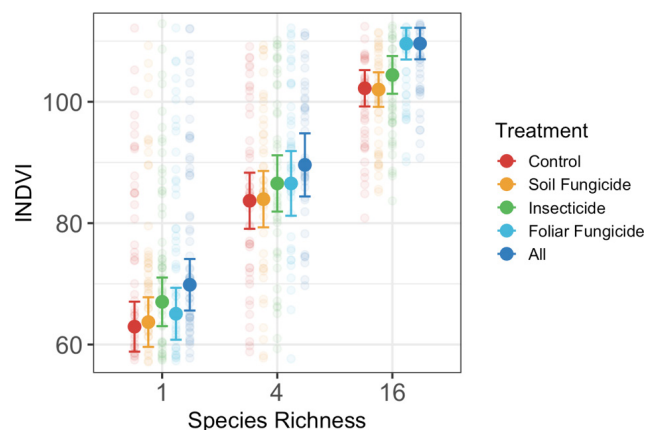 INDVI
100
80
60
1 4 16
Species Richness
Treatment
Control
Soil Fungicide
Insecticide
Foliar Fungicide
All